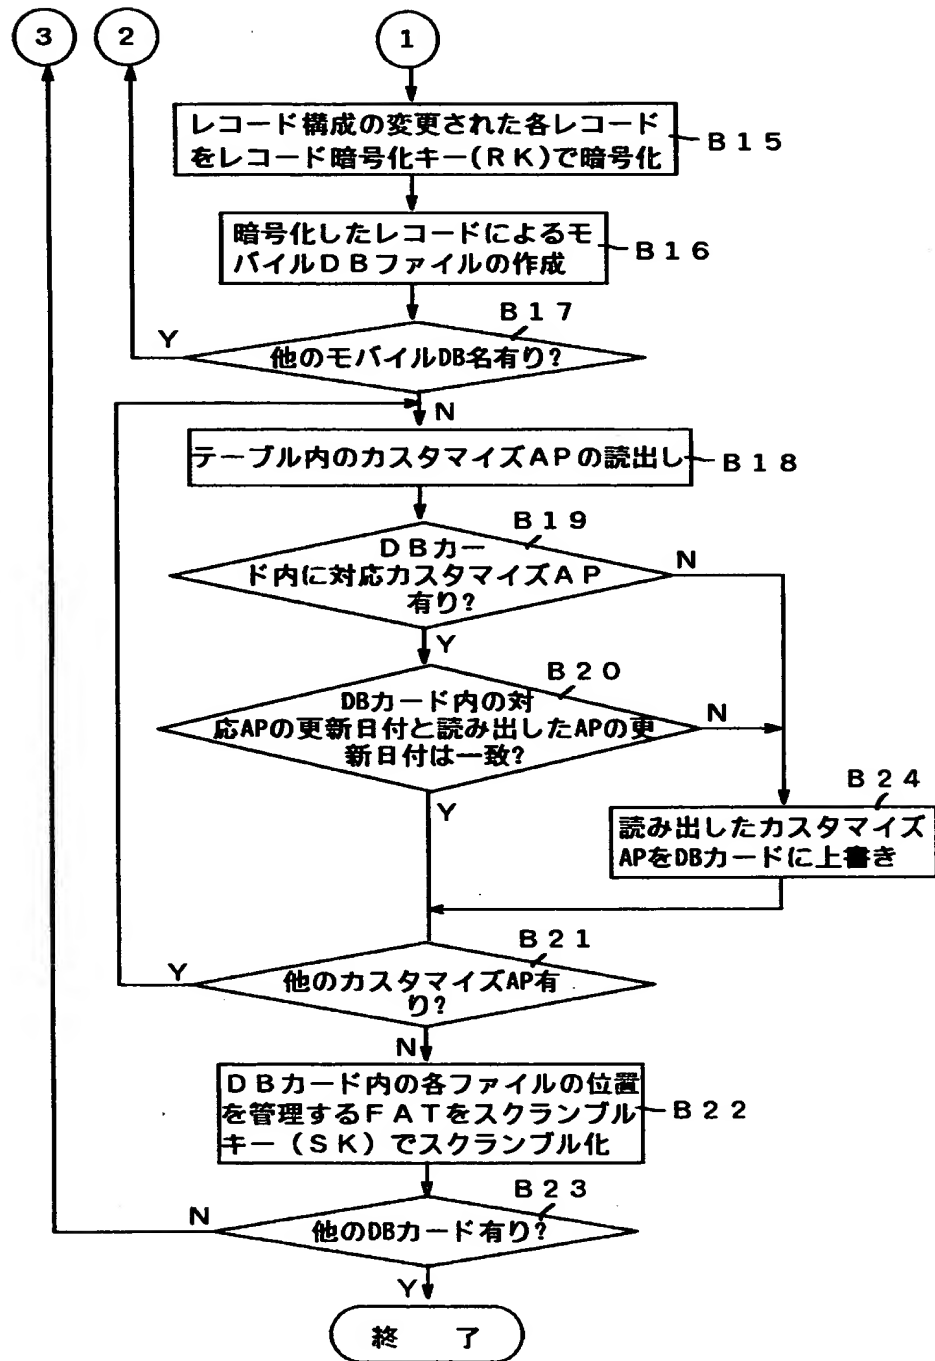 3
2
1
レコード構成の変更された各レコード
をレコード暗号化キー(RK)で暗号化
B15
暗号化したレコードによるモ
バイルDBファイルの作成
B16
B17
Y
他のモバイルDB名有り?
N
テーブル内のカスタマイズAPの読出し
B18
B19
DBカー
ド内に対応カスタマイズAP
有り?
N
Y
B20
DBカード内の対
応APの更新日付と読み出したAPの更
新日付は一致?
N
Y
B24
読み出したカスタマイズ
APをDBカードに上書き
B21
Y
他のカスタマイズAP有
り?
N
DBカード内の各ファイルの位置
を管理するFATをスクランブル
キー(SK)でスクランブル化
B22
B23
N
他のDBカード有り?
Y
終 了